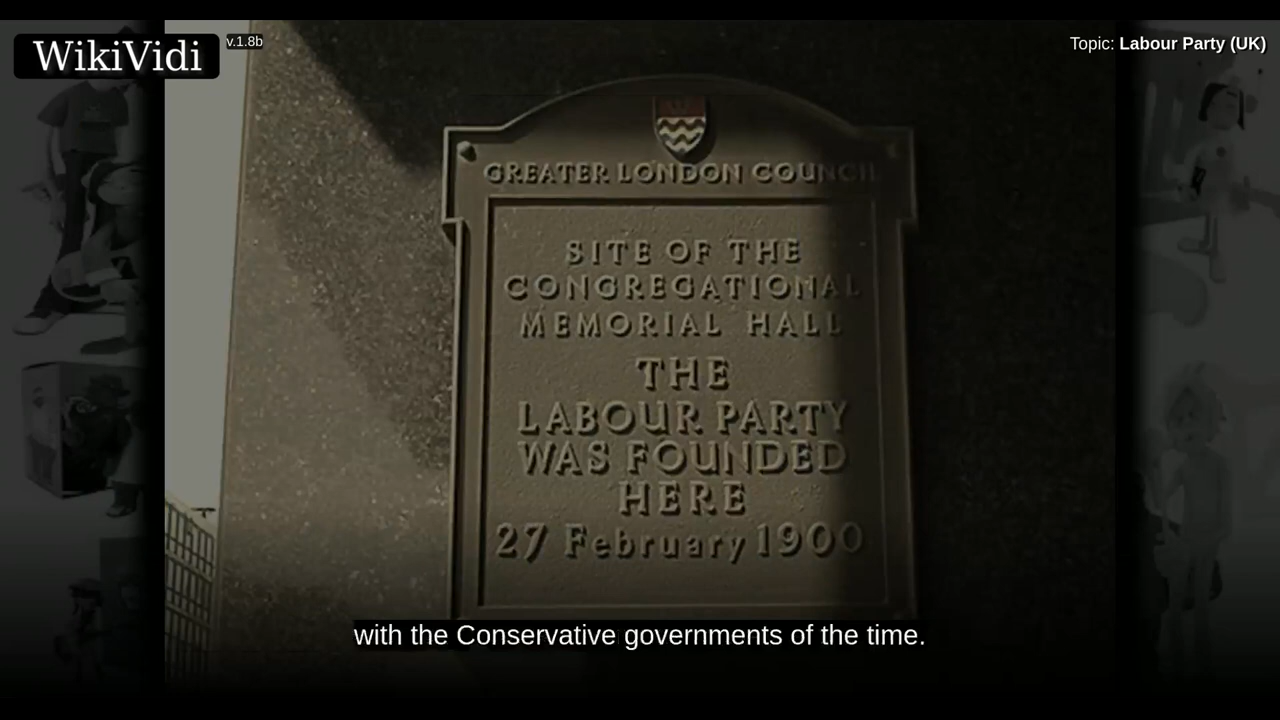 WikiVidi
v.1.8b
Topic: Labour Party (UK)
GREATER LONDON COUNCIL
SITE OF THE
CONGREGATIONAL
MEMORIAL HALL
THE
LABOUR PARTY
WAS FOUNDED
HERE
27 February 1900
with the Conservative governments of the time.